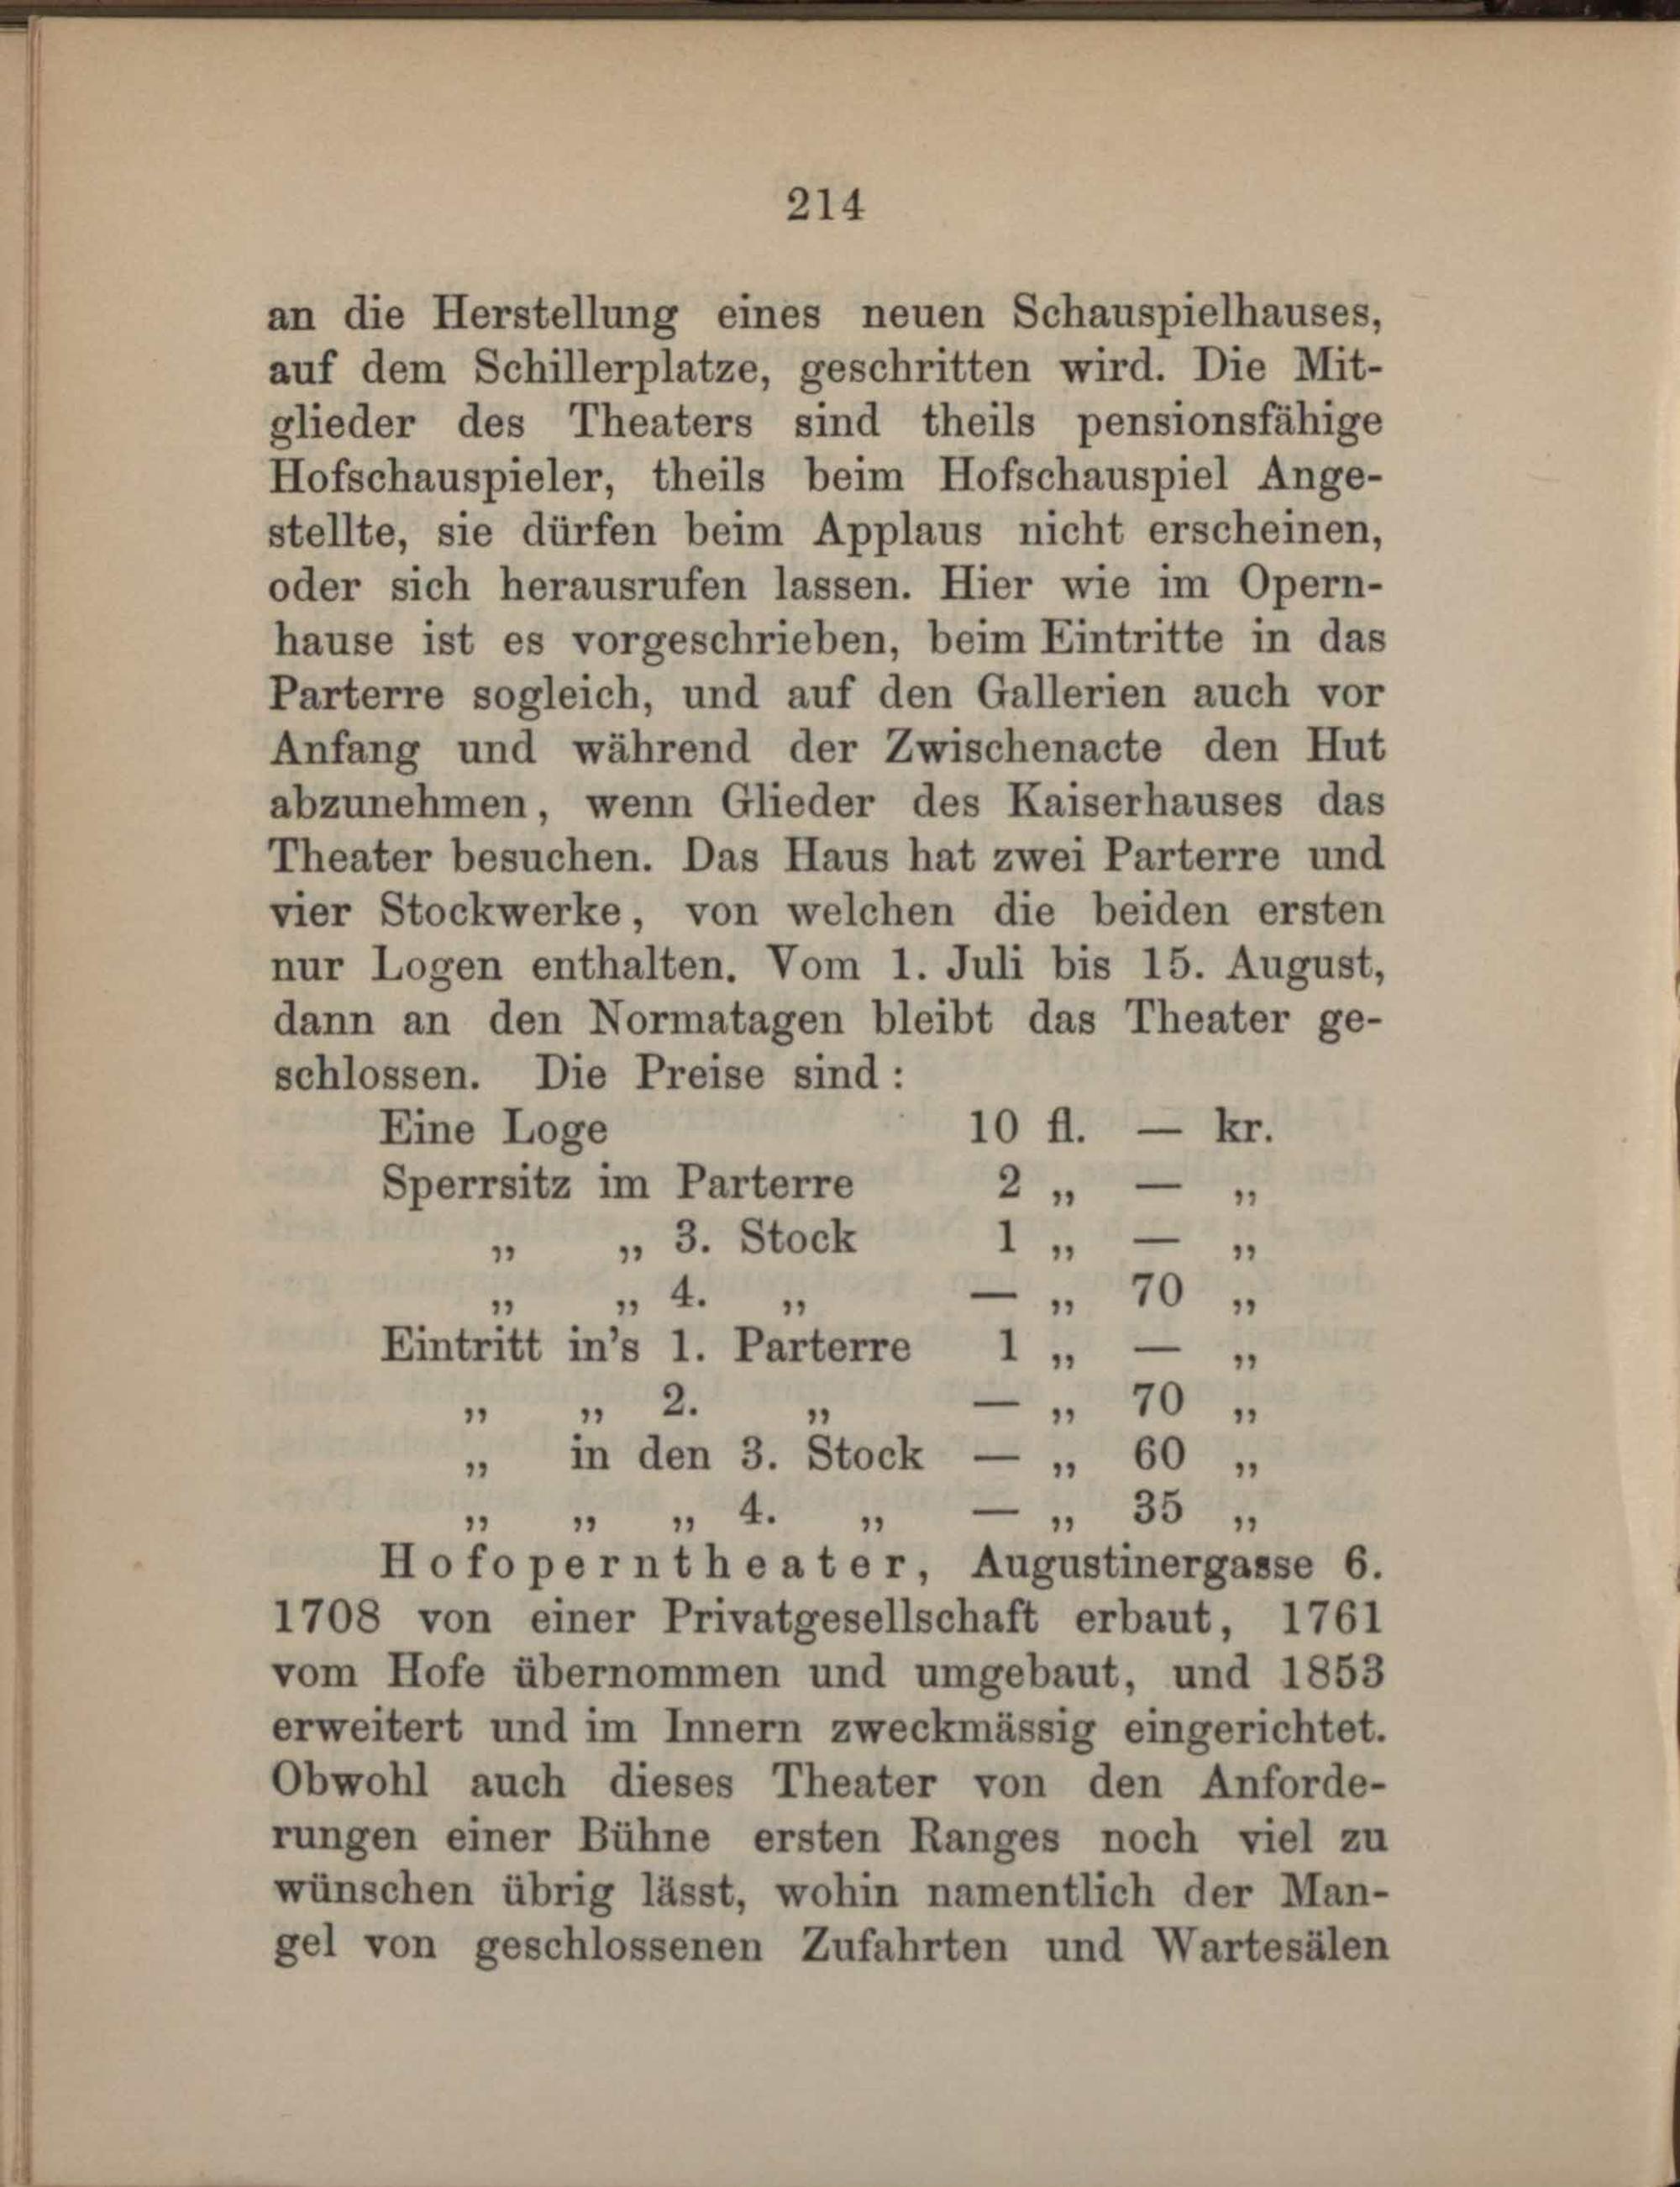 214
an die Herstellung eines neuen Schauspielhauses,
auf dem Schillerplatze, geschritten wird. Die Mit-
glieder des Theaters sind theils pensionsfähige
Hofschauspieler, theils beim Hofschauspiel Ange-
stellte, sie dürfen beim Applaus nicht erscheinen,
oder sich herausrufen lassen. Hier wie im Opern-
hause ist es vorgeschrieben, beim Eintritte in das
Parterre sogleich, und auf den Gallerien auch vor
Anfang und während der Zwischenacte den Hut
abzunehmen, wenn Glieder des Kaiserhauses das
Theater besuchen. Das Haus hat zwei Parterre und
vier Stockwerke, von welchen die beiden ersten
nur Logen enthalten. Vom 1. Juli bis 15. August,
dann an den Normatagen bleibt das Theater ge-
schlossen. Die Preise sind:
Eine Loge 10 fl. — kr.
Sperrsitz im Parterre 2 „ — „
„ „ 3. Stock 1 „ — „
„ „ 4. „ — „ 70 „
Eintritt in's 1. Parterre 1 „ — „
„ „ 2. „ — „ 70 „
„ in den 3. Stock — „ 60 „
„ „ „ 4. „ — „ 35 „
Hofoperntheater, Augustinergasse 6.
1708 von einer Privatgesellschaft erbaut, 1761
vom Hofe übernommen und umgebaut, und 1853
erweitert und im Innern zweckmässig eingerichtet.
Obwohl auch dieses Theater von den Anforde-
rungen einer Bühne ersten Ranges noch viel zu
wünschen übrig lässt, wohin namentlich der Man-
gel von geschlossenen Zufahrten und Wartesälen